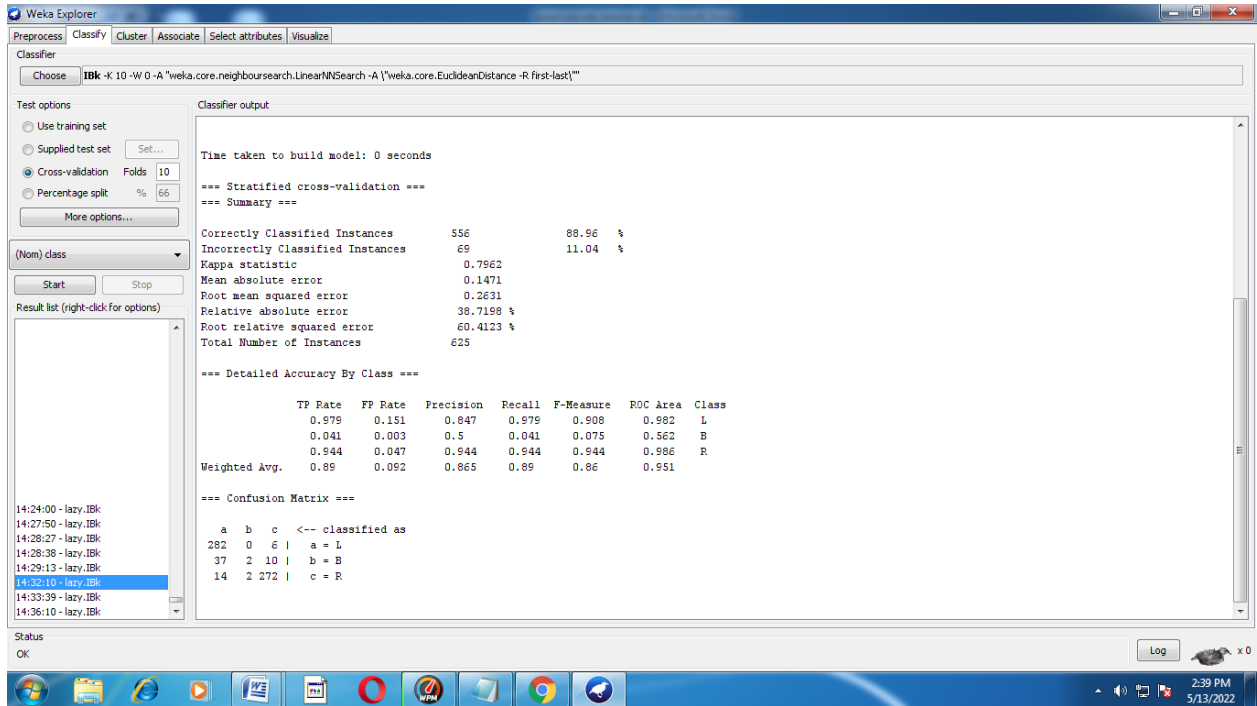 Weka Explorer
Preprocess Classify Cluster Associate Select attributes Visualize
Classifier
Choose IBk -K 10 -W 0 -A "weka.core.neighboursearch.LinearNNSearch -A \"weka.core.EuclideanDistance -R first-last\""
Test options
Use training set
Supplied test set Set...
Cross-validation Folds 10
Percentage split % 66
More options...
(Nom) class
Start Stop
Result list (right-click for options)
14:24:00 - lazy.IBk
14:27:50 - lazy.IBk
14:28:27 - lazy.IBk
14:28:38 - lazy.IBk
14:29:13 - lazy.IBk
14:32:10 - lazy.IBk
14:33:39 - lazy.IBk
14:36:10 - lazy.IBk
Classifier output
Time taken to build model: 0 seconds
=== Stratified cross-validation ===
=== Summary ===
Correctly Classified Instances 556 88.96 %
Incorrectly Classified Instances 69 11.04 %
Kappa statistic 0.7962
Mean absolute error 0.1471
Root mean squared error 0.2631
Relative absolute error 38.7198 %
Root relative squared error 60.4123 %
Total Number of Instances 625
=== Detailed Accuracy By Class ===
TP Rate FP Rate Precision Recall F-Measure ROC Area Class
0.979 0.151 0.847 0.979 0.908 0.982 L
0.041 0.003 0.5 0.041 0.075 0.562 B
0.944 0.047 0.944 0.944 0.944 0.986 R
Weighted Avg. 0.89 0.092 0.865 0.89 0.86 0.951
=== Confusion Matrix ===
a b c <-- classified as
282 0 6 | a = L
37 2 10 | b = B
14 2 272 | c = R
Status
OK
Log x 0
WPM
2:39 PM
5/13/2022